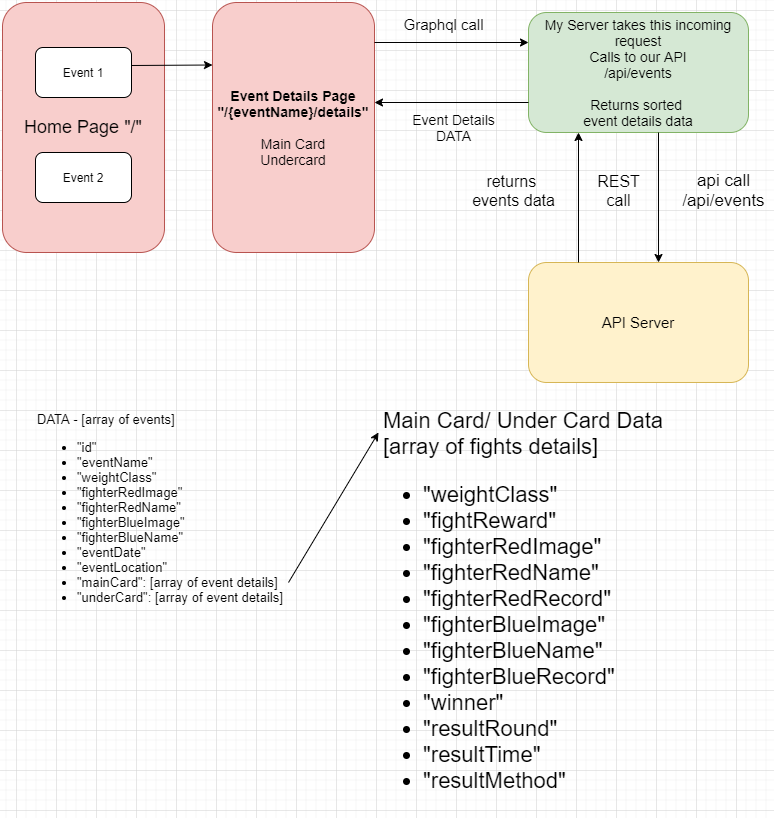 Event 1
Home Page "/"
Event 2
Event Details Page
"/{eventName}/details"
Main Card
Undercard
Graphql call
Event Details
DATA
My Server takes this incoming
request
Calls to our API
/api/events
Returns sorted
event details data
returns
events data
REST
call
api call
/api/events
API Server
DATA - [array of events]
"id"
"eventName"
"weightClass"
"fighterRedImage"
"fighterRedName"
"fighterBlueImage"
"fighterBlueName"
"eventDate"
"eventLocation"
"mainCard": [array of event details]
"underCard": [array of event details]
Main Card/ Under Card Data
[array of fights details]
"weightClass"
"fightReward"
"fighterRedImage"
"fighterRedName"
"fighterRedRecord"
"fighterBlueImage"
"fighterBlueName"
"fighterBlueRecord"
"winner"
"resultRound"
"resultTime"
"resultMethod"